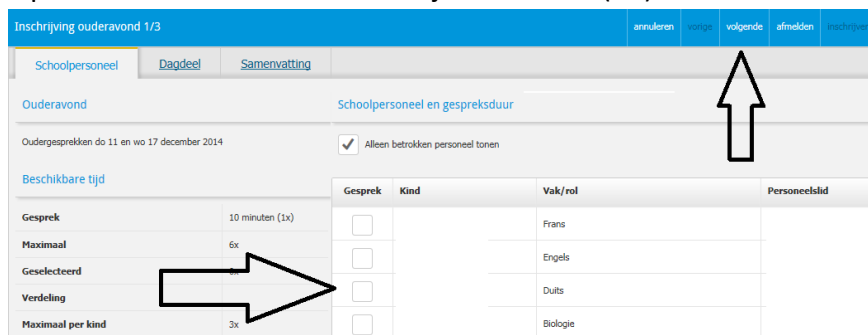 Inschrijving ouderavond 1/3
annuleren vorige volgende afmelden inschrijven
Schoolpersoneel Dagdeel Samenvatting
Ouderavond
Schoolpersoneel en gespreksduur
Oudergesprekken do 11 en wo 17 december 2014
Alleen betrokken personeel tonen
Beschikbare tijd
Gesprek Kind Vak/rol Personeelslid
Gesprek 10 minuten (1x)
Frans
Maximaal 6x
Engels
Geselecteerd
Duits
Verdeling
Biologie
Maximaal per kind 3x